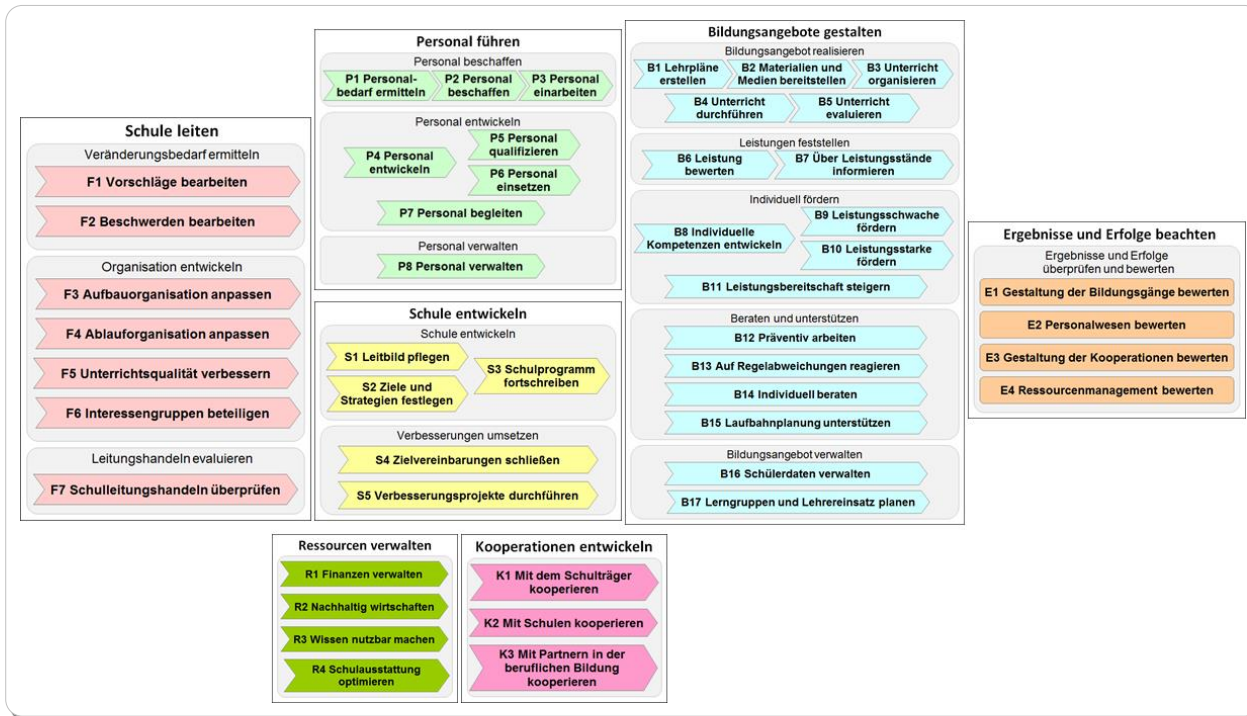 Schule leiten
Veränderungsbedarf ermitteln
F1 Vorschläge bearbeiten
F2 Beschwerden bearbeiten
Organisation entwickeln
F3 Aufbauorganisation anpassen
F4 Ablauforganisation anpassen
F5 Unterrichtsqualität verbessern
F6 Interessengruppen beteiligen
Leitungshandeln evaluieren
F7 Schulleitungshandeln überprüfen
Personal führen
Personal beschaffen
P1 Personal-
bedarf ermitteln
P2 Personal
beschaffen
P3 Personal
einarbeiten
Personal entwickeln
P4 Personal
entwickeln
P5 Personal
qualifizieren
P6 Personal
einsetzen
P7 Personal begleiten
Personal verwalten
P8 Personal verwalten
Schule entwickeln
Schule entwickeln
S1 Leitbild pflegen
S2 Ziele und
Strategien festlegen
S3 Schulprogramm
fortschreiben
Verbesserungen umsetzen
S4 Zielvereinbarungen schließen
S5 Verbesserungsprojekte durchführen
Bildungsangebote gestalten
Bildungsangebot realisieren
B1 Lehrpläne
erstellen
B2 Materialien und
Medien bereitstellen
B3 Unterricht
organisieren
B4 Unterricht
durchführen
B5 Unterricht
evaluieren
Leistungen feststellen
B6 Leistung
bewerten
B7 Über Leistungsstände
informieren
Individuell fördern
B8 Individuelle
Kompetenzen entwickeln
B9 Leistungsschwache
fördern
B10 Leistungsstarke
fördern
B11 Leistungsbereitschaft steigern
Beraten und unterstützen
B12 Präventiv arbeiten
B13 Auf Regelabweichungen reagieren
B14 Individuell beraten
B15 Laufbahnplanung unterstützen
Bildungsangebot verwalten
B16 Schülerdaten verwalten
B17 Lerngruppen und Lehrereinsatz planen
Ergebnisse und Erfolge beachten
Ergebnisse und Erfolge
überprüfen und bewerten
E1 Gestaltung der Bildungsgänge bewerten
E2 Personalwesen bewerten
E3 Gestaltung der Kooperationen bewerten
E4 Ressourcenmanagement bewerten
Ressourcen verwalten
R1 Finanzen verwalten
R2 Nachhaltig wirtschaften
R3 Wissen nutzbar machen
R4 Schulausstattung
optimieren
Kooperationen entwickeln
K1 Mit dem Schulträger
kooperieren
K2 Mit Schulen kooperieren
K3 Mit Partnern in der
beruflichen Bildung
kooperieren